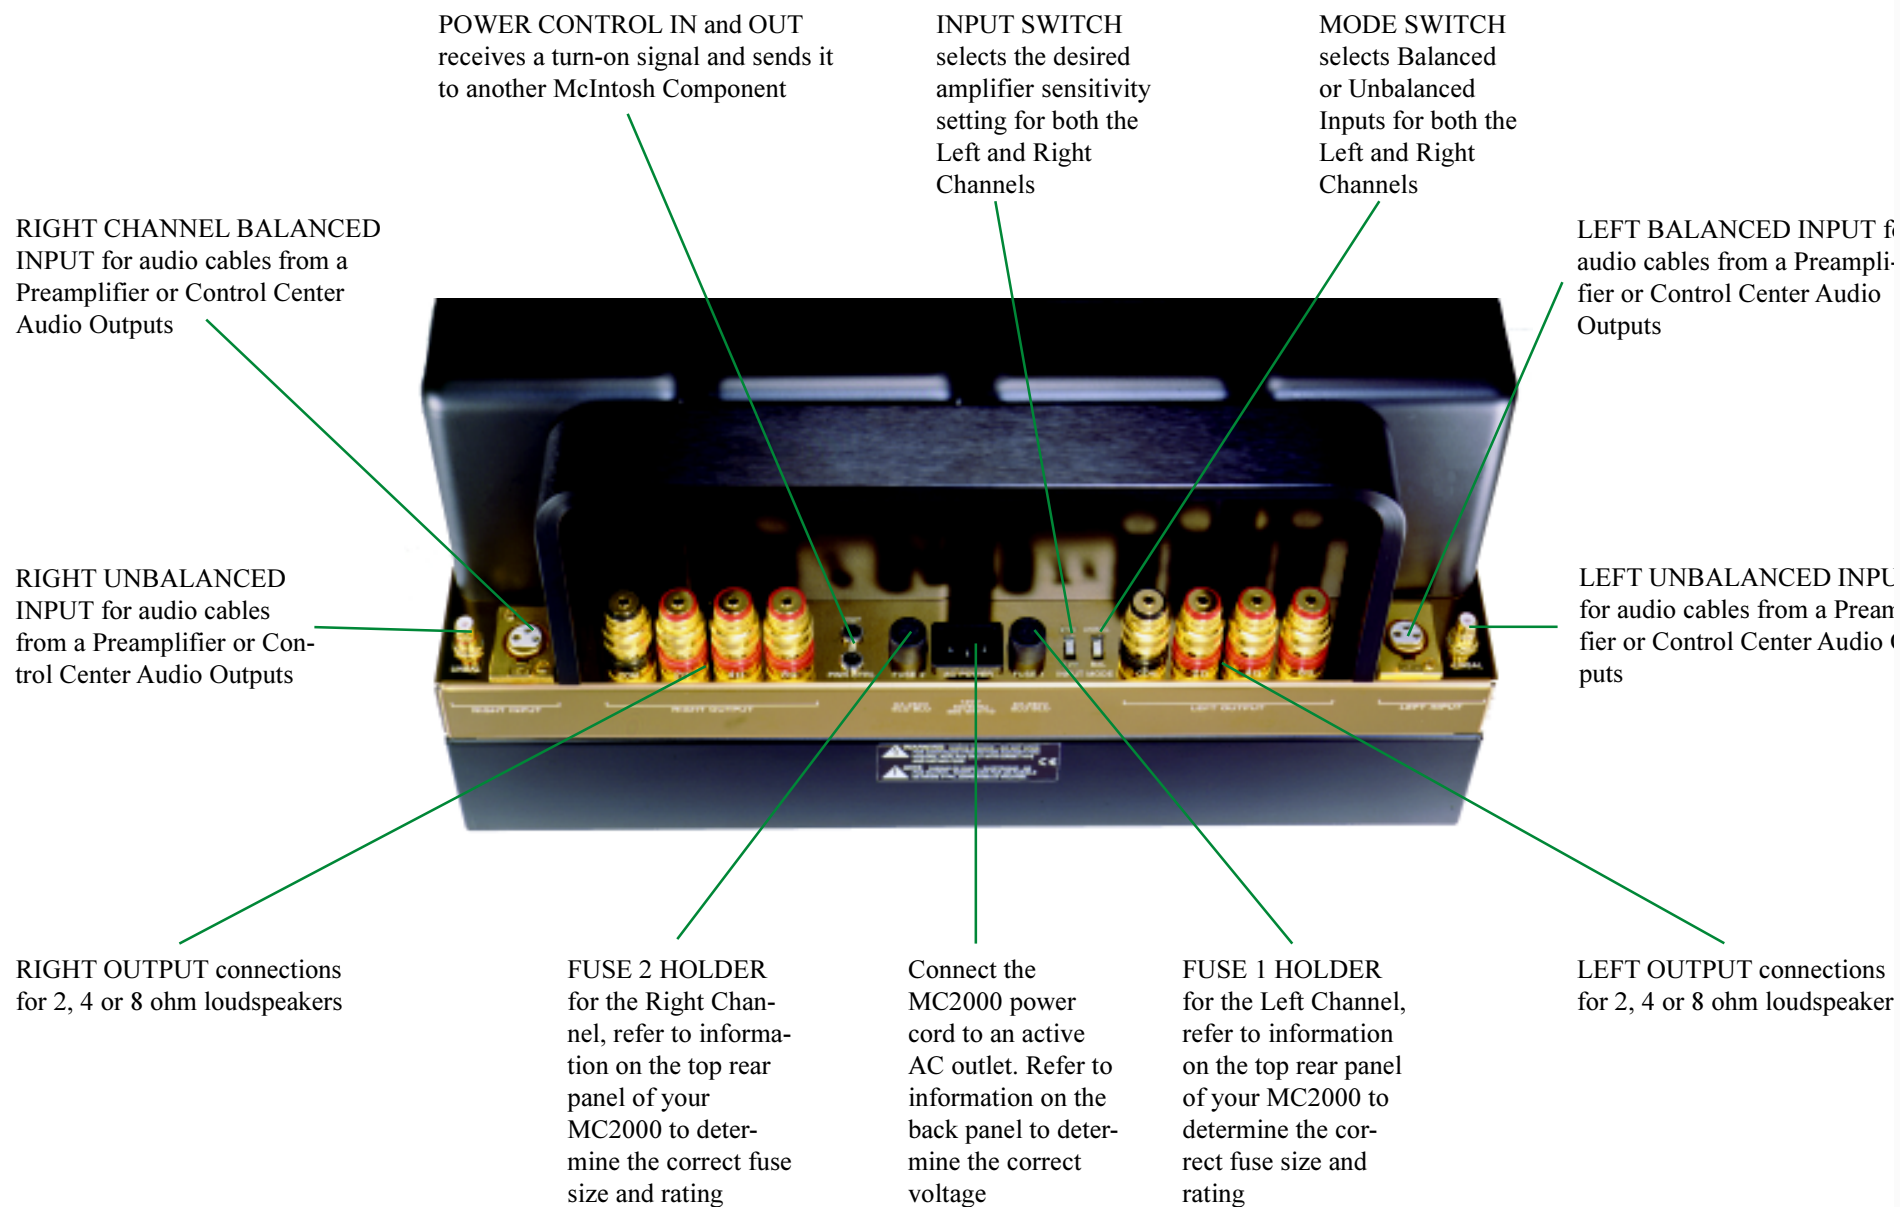 POWER CONTROL IN and OUT
receives a turn-on signal and sends it
to another McIntosh Component
INPUT SWITCH
selects the desired
amplifier sensitivity
setting for both the
Left and Right
Channels
MODE SWITCH
selects Balanced
or Unbalanced
Inputs for both the
Left and Right
Channels
RIGHT CHANNEL BALANCED
INPUT for audio cables from a
Preamplifier or Control Center
Audio Outputs
LEFT BALANCED INPUT
audio cables from a Preampli-
fier or Control Center Audio
Outputs
RIGHT UNBALANCED
INPUT for audio cables
from a Preamplifier or Con-
trol Center Audio Outputs
LEFT UNBALANCED
for audio cables from a
fier or Control Center Audio
puts
RIGHT INPUT
RIGHT OUTPUT
LEFT OUTPUT
LEFT INPUT
RIGHT OUTPUT connections
for 2, 4 or 8 ohm loudspeakers
FUSE 2 HOLDER
for the Right Chan-
nel, refer to informa-
tion on the top rear
panel of your
MC2000 to deter-
mine the correct fuse
size and rating
Connect the
MC2000 power
cord to an active
AC outlet. Refer to
information on the
back panel to deter-
mine the correct
voltage
FUSE 1 HOLDER
for the Left Channel,
refer to information
on the top rear panel
of your MC2000 to
determine the cor-
rect fuse size and
rating
LEFT OUTPUT connections
for 2, 4 or 8 ohm loudspeaker